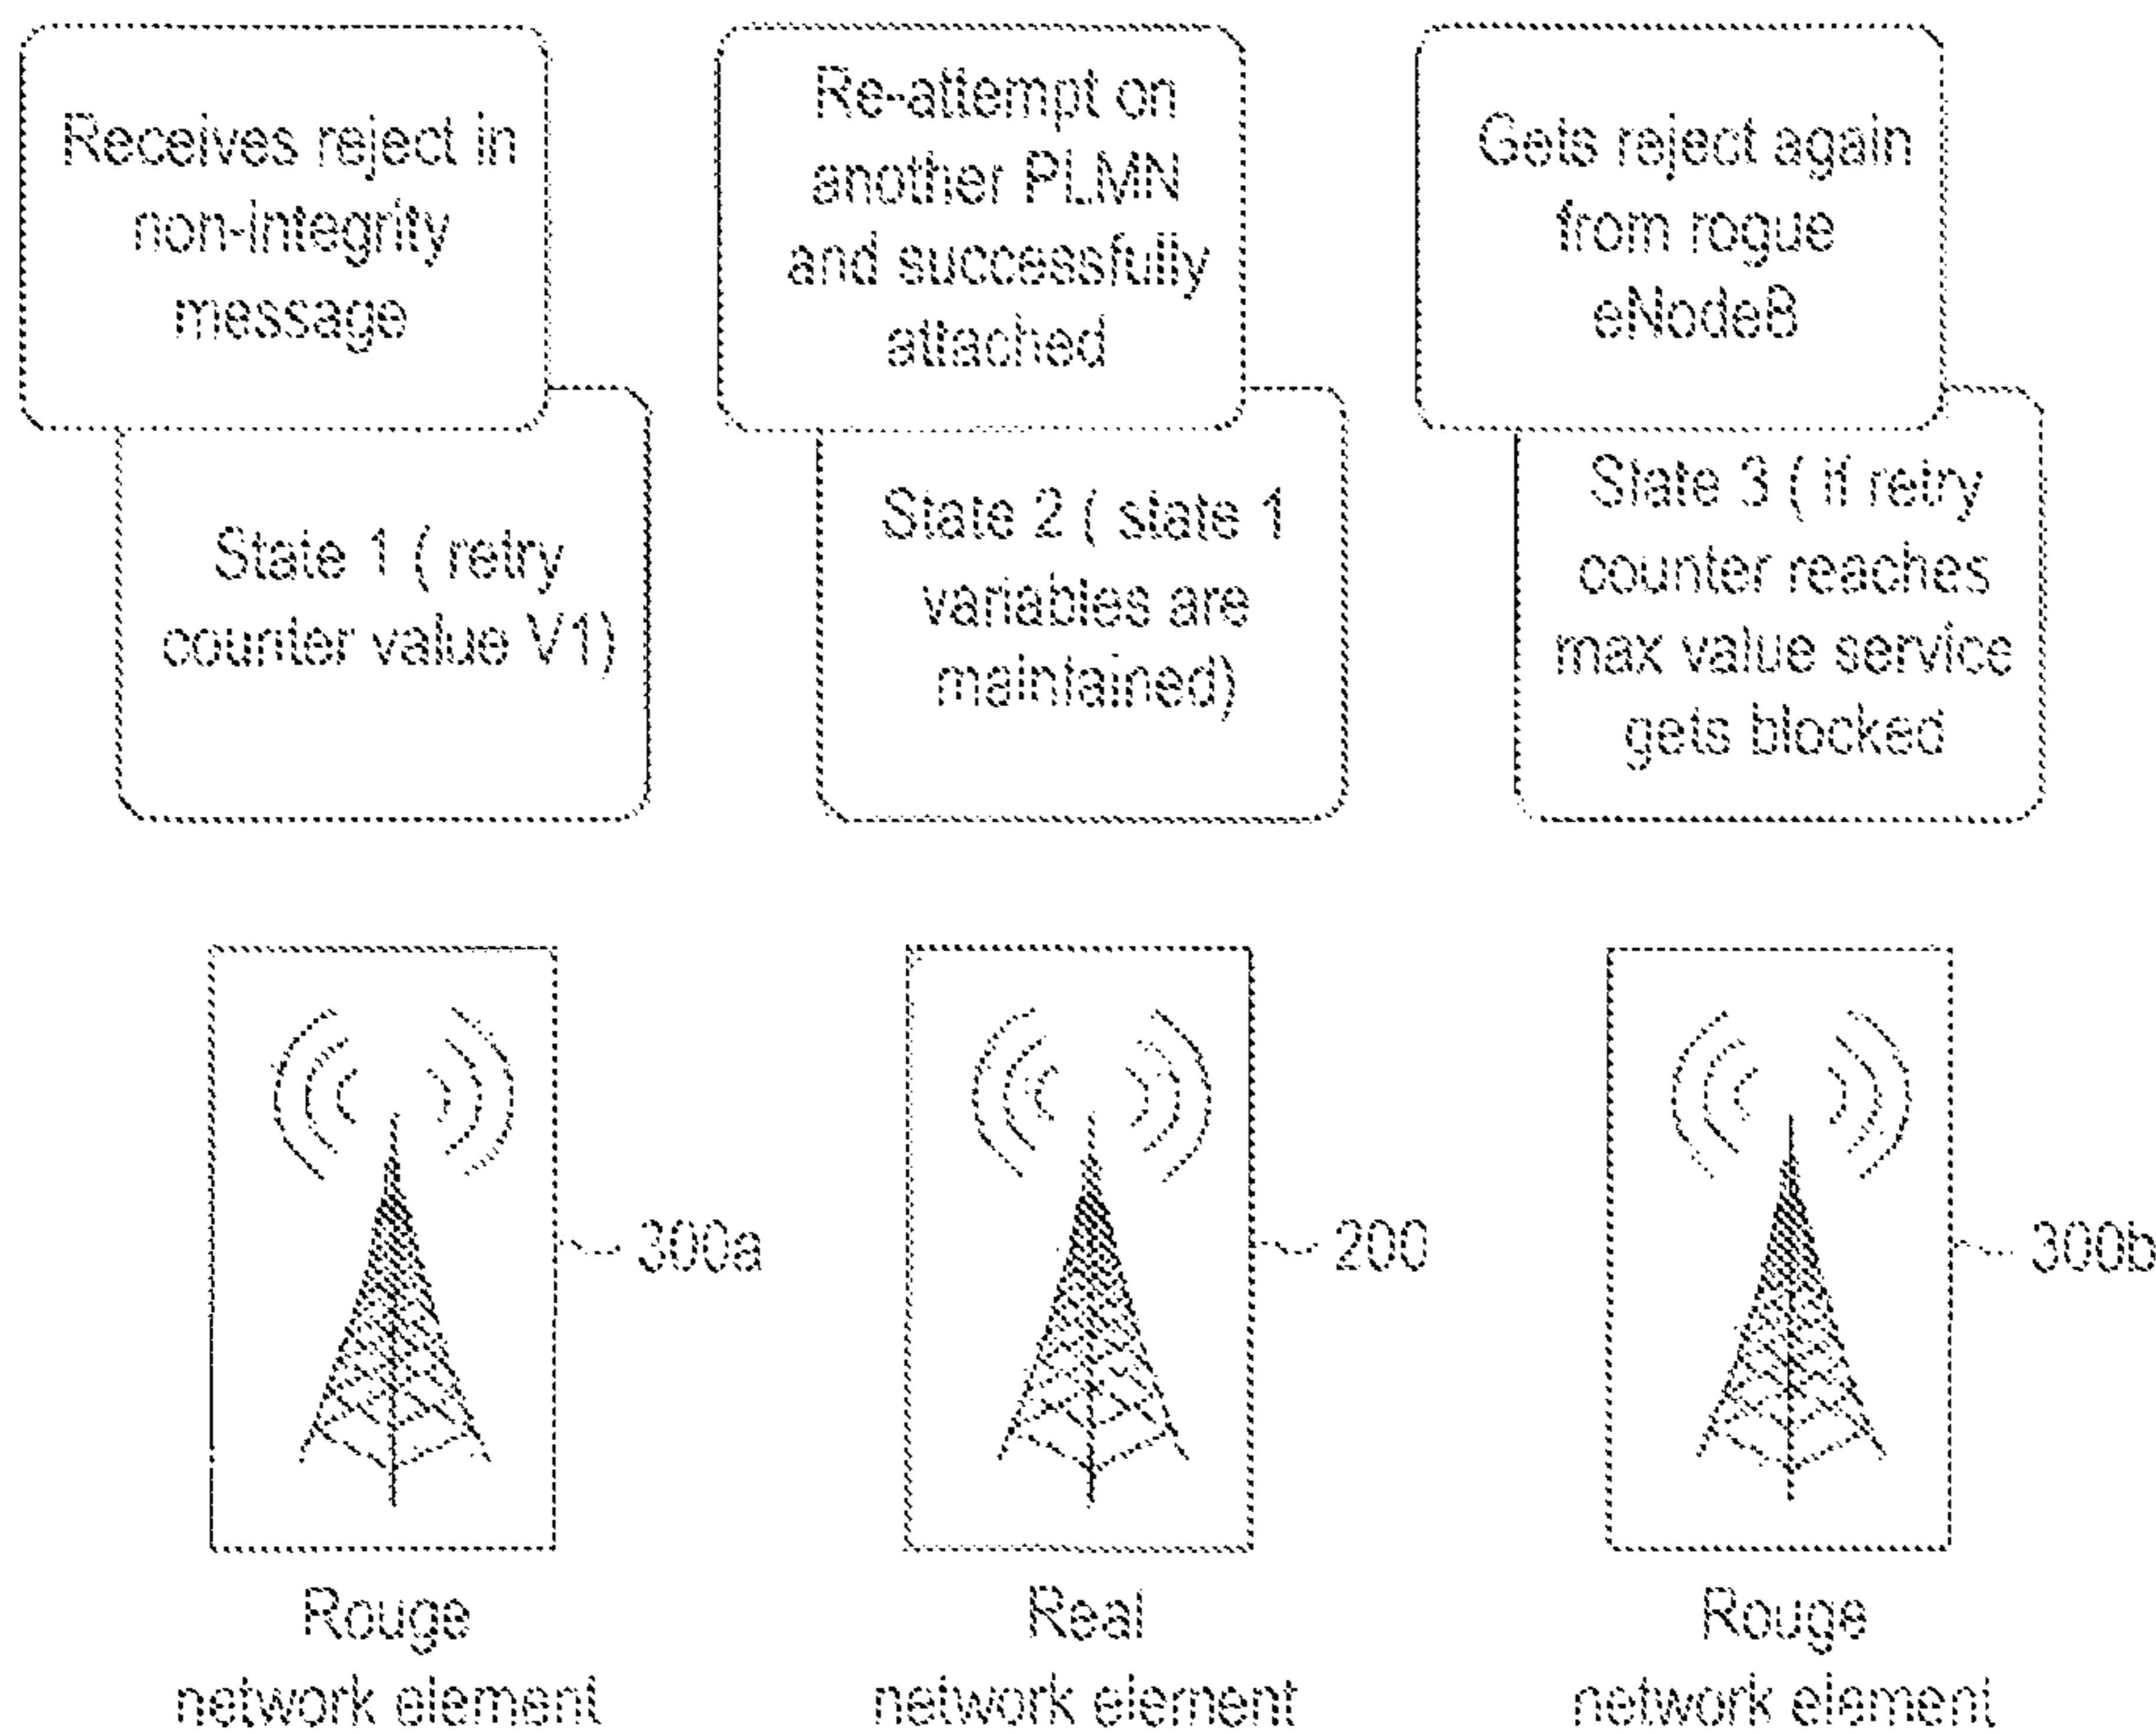 Receives reject in
non-integrity
message
State 1 ( retry
counter value V1)
Re-attempt on
another PLMN
and successfully
attached
State 2 ( state 1
variables are
maintained)
Gets reject again
from rogue
eNodeB
State 3 ( if retry
counter reaches
max value service
gets blocked
300a
Rouge
network element
200
Real
network element
300b
Rouge
network element